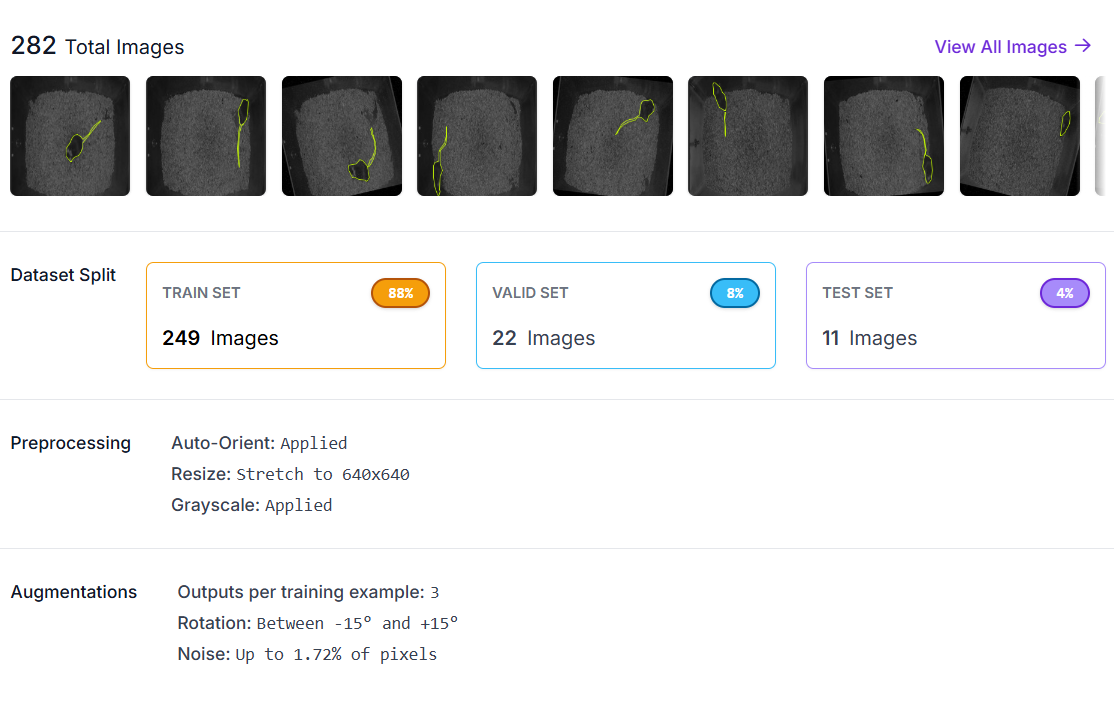 282 Total Images
View All Images →
Dataset Split
TRAIN SET
88%
249 Images
VALID SET
8%
22 Images
TEST SET
4%
11 Images
Preprocessing
Auto-Orient: Applied
Resize: Stretch to 640x640
Grayscale: Applied
Augmentations
Outputs per training example: 3
Rotation: Between -15° and +15°
Noise: Up to 1.72% of pixels